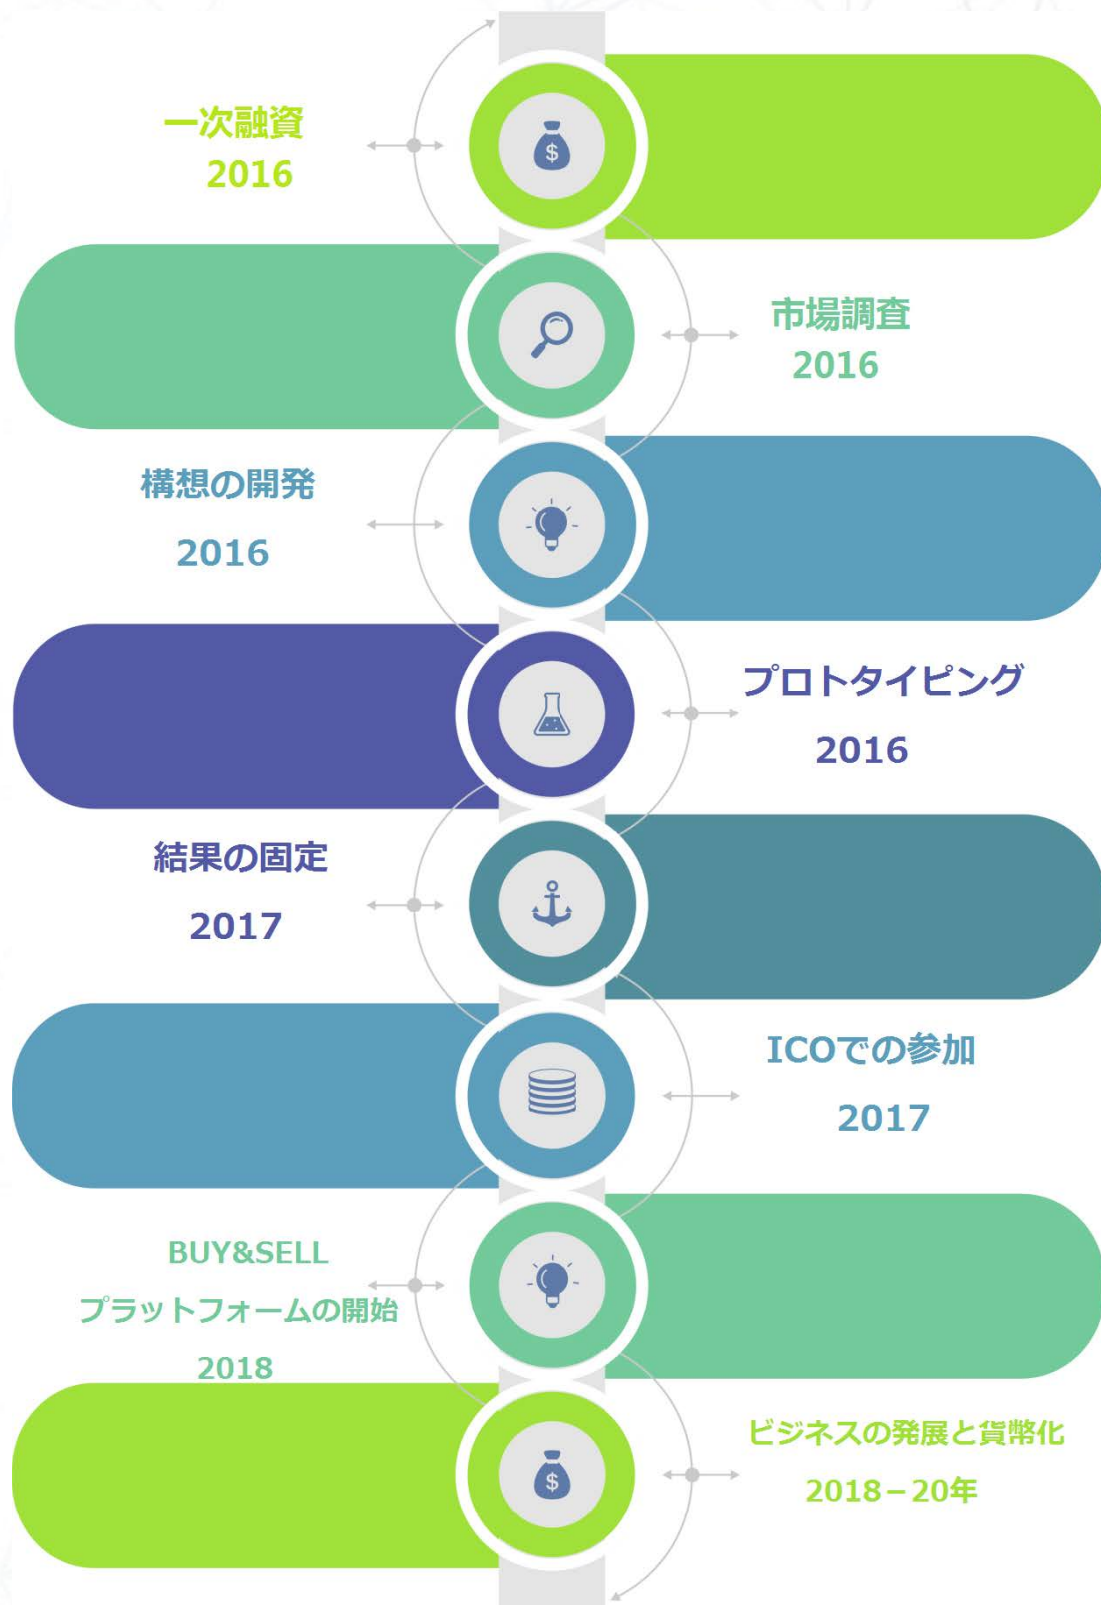 一次融資
2016
市場調査
2016
構想の開発
2016
プロトタイピング
2016
結果の固定
2017
ICOでの参加
2017
BUY&SELL
プラットフォームの開始
2018
ビジネスの発展と貨幣化
2018－20年